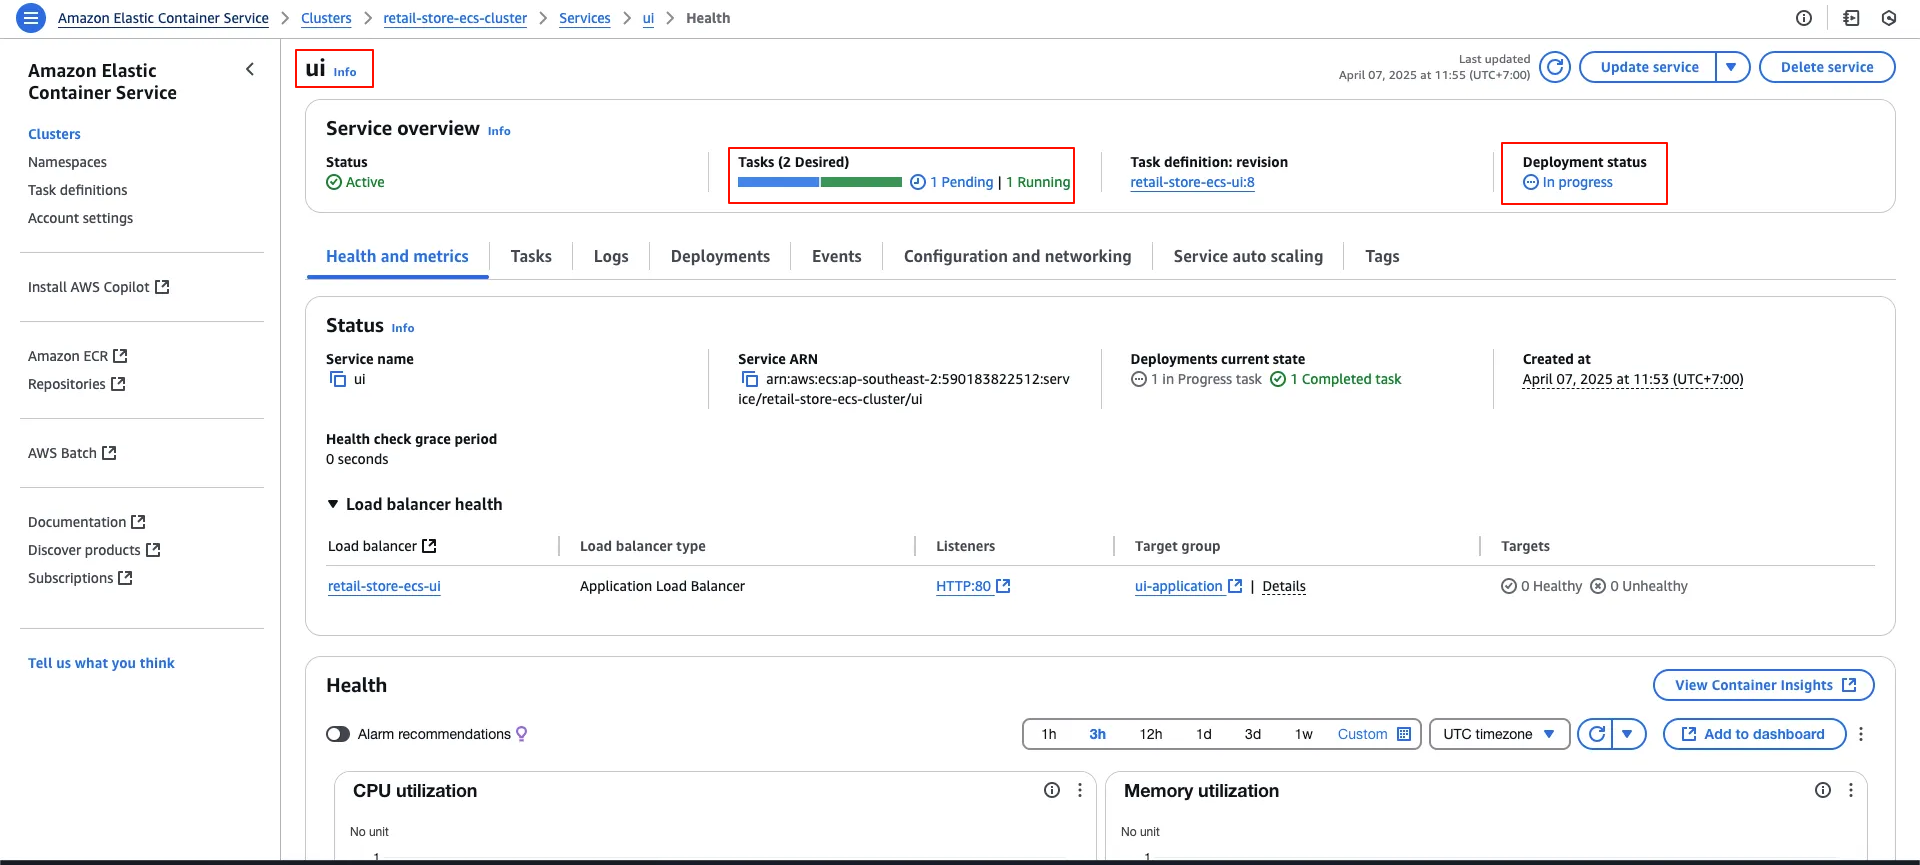 Amazon Elastic Container Service > Clusters > retail-store-ecs-cluster > Services > ui > Health
Amazon Elastic
Container Service
Clusters
Namespaces
Task definitions
Account settings
Install AWS Copilot
Amazon ECR
Repositories
AWS Batch
Documentation
Discover products
Subscriptions
Tell us what you think
ui Info
Last updated
April 07, 2025 at 11:55 (UTC+7:00)
Update service
Delete service
Service overview Info
Status
Active
Tasks (2 Desired)
1 Pending | 1 Running
Task definition: revision
retail-store-ecs-ui:8
Deployment status
In progress
Health and metrics
Tasks
Logs
Deployments
Events
Configuration and networking
Service auto scaling
Tags
Status Info
Service name
ui
Service ARN
arn:aws:ecs:ap-southeast-2:590183822512:serv
ice/retail-store-ecs-cluster/ui
Deployments current state
1 in Progress task 1 Completed task
Created at
April 07, 2025 at 11:53 (UTC+7:00)
Health check grace period
0 seconds
Load balancer health
Load balancer Load balancer type Listeners Target group Targets
retail-store-ecs-ui Application Load Balancer HTTP:80 ui-application | Details 0 Healthy 0 Unhealthy
Health
View Container Insights
Alarm recommendations
1h 3h 12h 1d 3d 1w Custom
UTC timezone
Add to dashboard
CPU utilization
No unit
1
Memory utilization
No unit
1